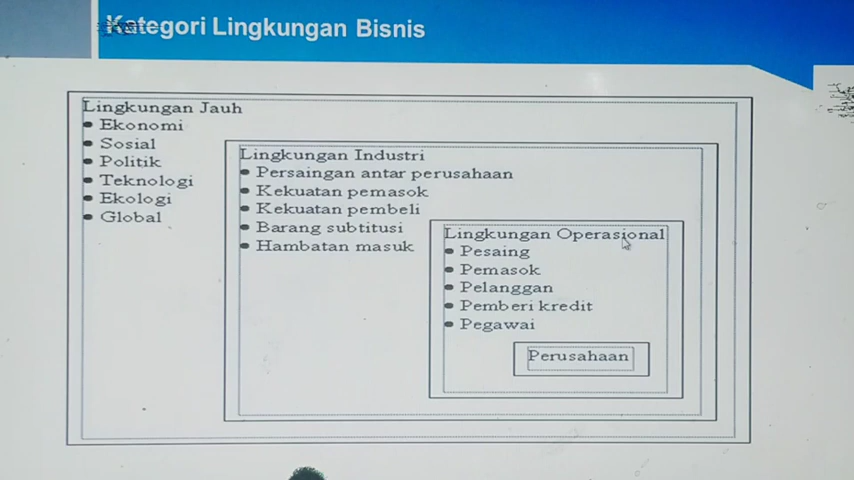 Kategori Lingkungan Bisnis
Lingkungan Jauh
• Ekonomi
• Sosial
• Politik
• Teknologi
• Ekologi
• Global
Lingkungan Industri
• Persaingan antar perusahaan
• Kekuatan pemasok
• Kekuatan pembeli
• Barang subtitusi
• Hambatan masuk
Lingkungan Operasional
• Pesaing
• Pemasok
• Pelanggan
• Pemberi kredit
• Pegawai
Perusahaan